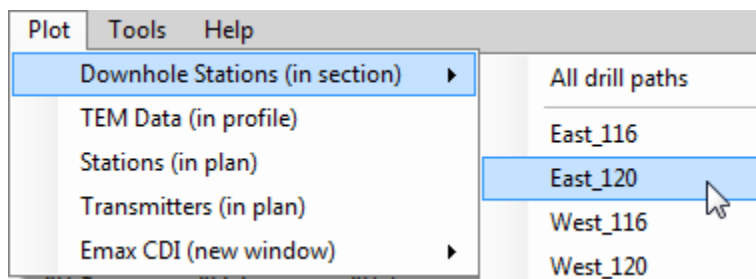 Plot Tools Help
Downhole Stations (in section)
TEM Data (in profile)
Stations (in plan)
Transmitters (in plan)
Emax CDI (new window)
All drill paths
East_116
East_120
West_116
West_120